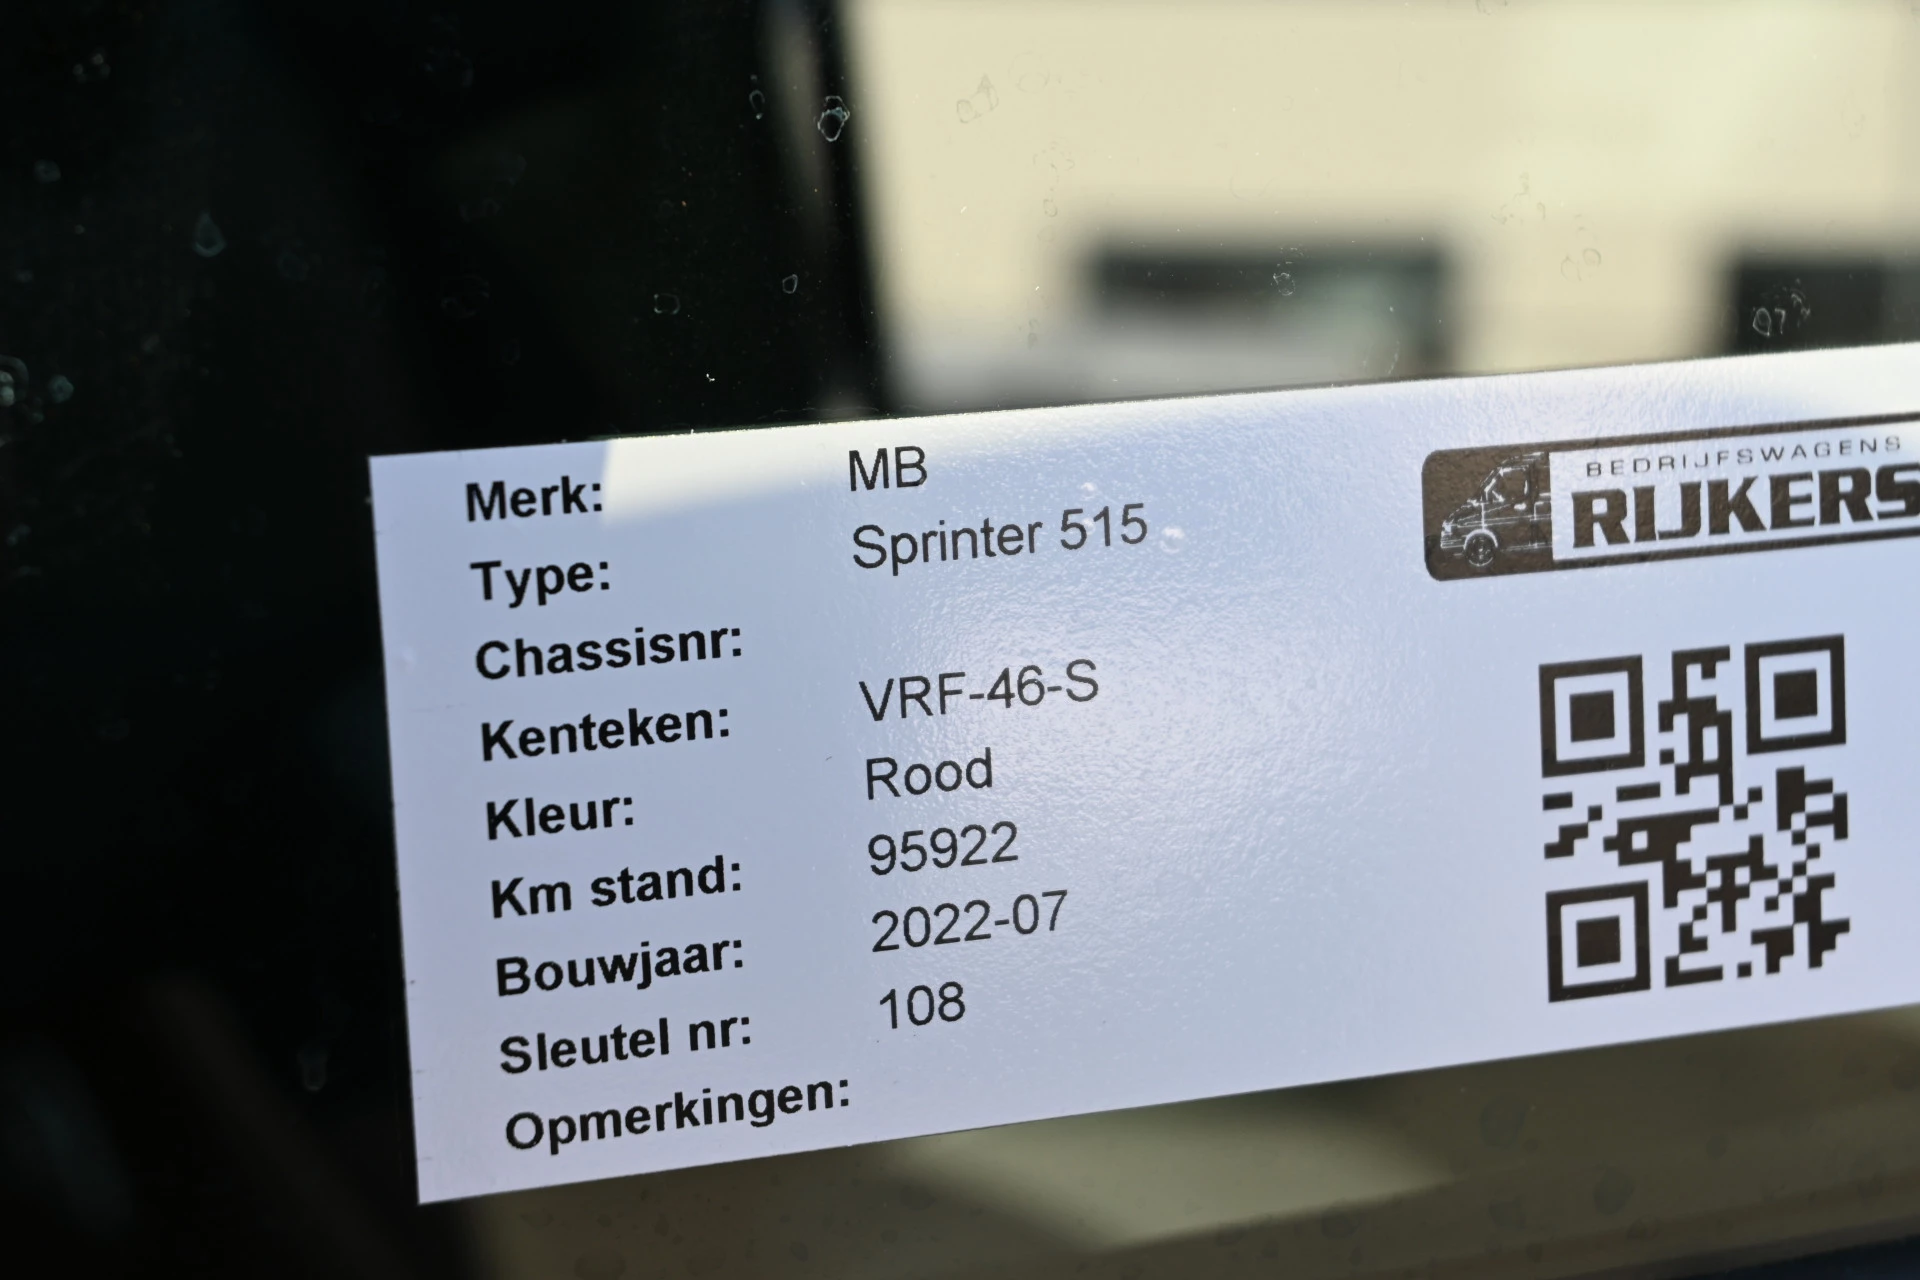 Merk: MB
Type: Sprinter 515
Chassisnr:
Kenteken: VRF-46-S
Kleur: Rood
Km stand: 95922
Bouwjaar: 2022-07
Sleutel nr: 108
Opmerkingen:
BEDRIJFSWAGENS
RIJKERS